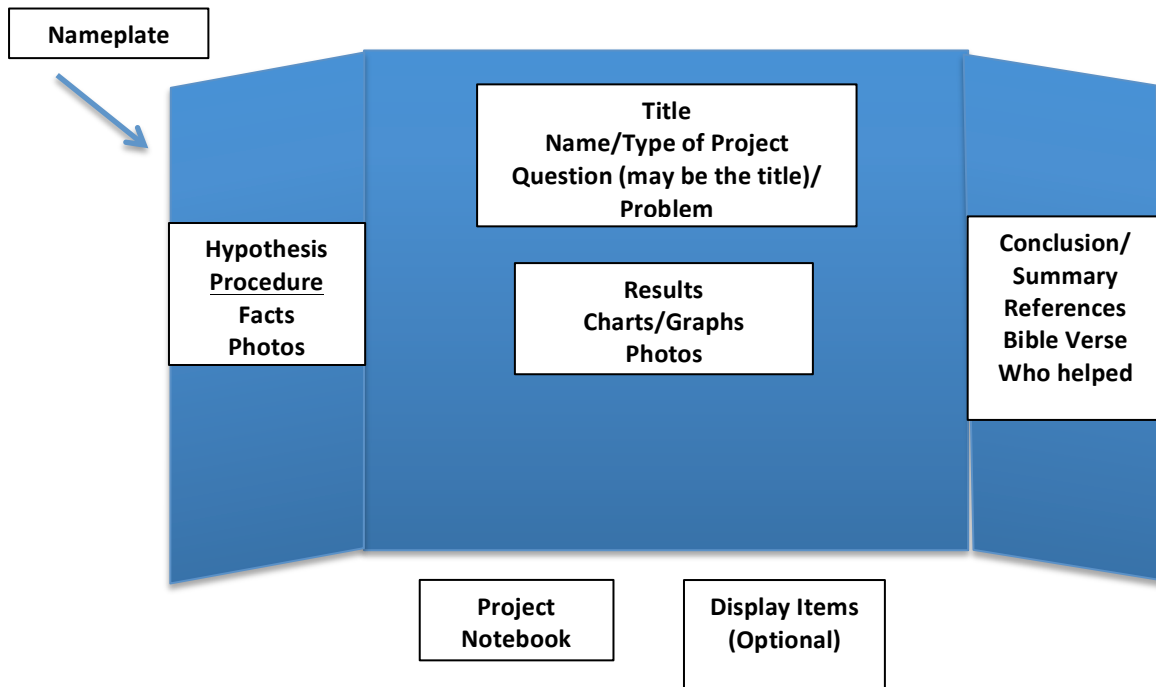 Nameplate
Title
Name/Type of Project
Question (may be the title)/
Problem
Hypothesis
Procedure
Facts
Photos
Results
Charts/Graphs
Photos
Conclusion/
Summary
References
Bible Verse
Who helped
Project
Notebook
Display Items
(Optional)